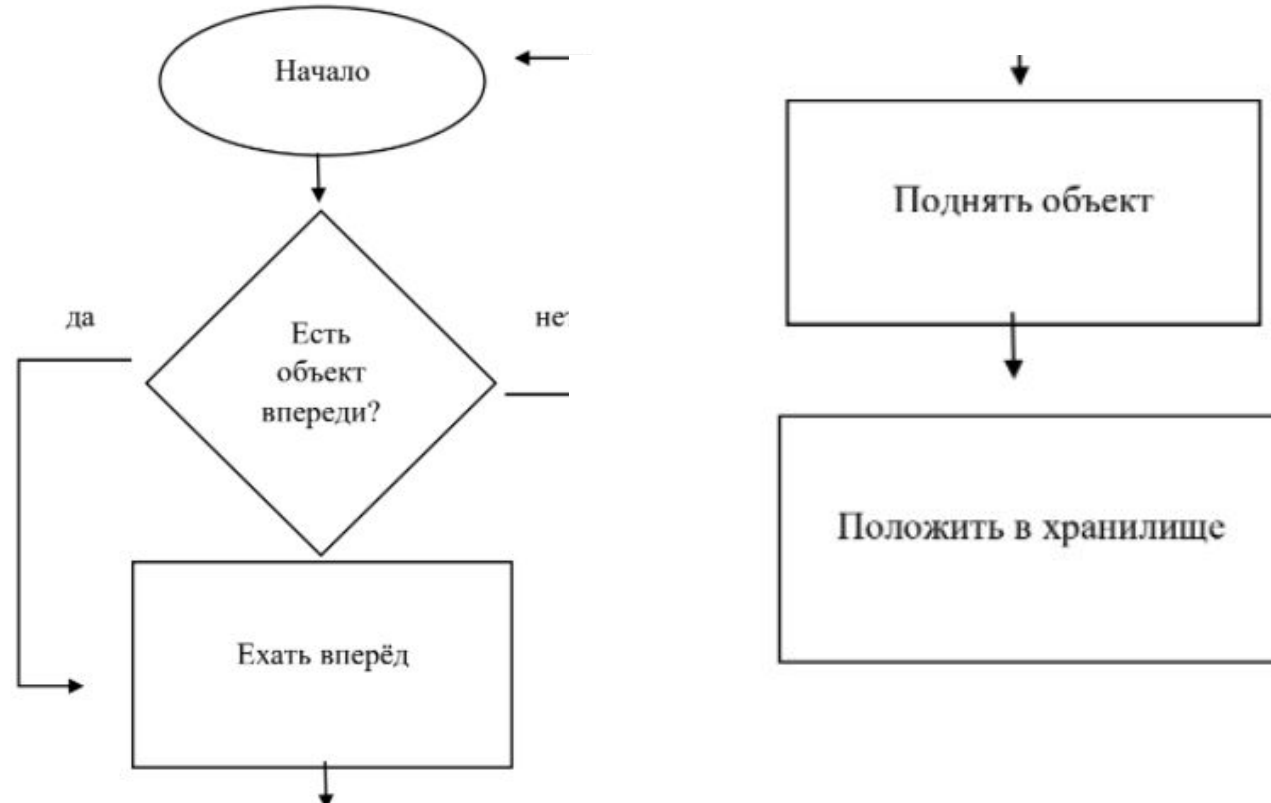 Начало
да
Есть
объект
впереди?
Ехать вперёд
Поднять объект
Положить в хранилище